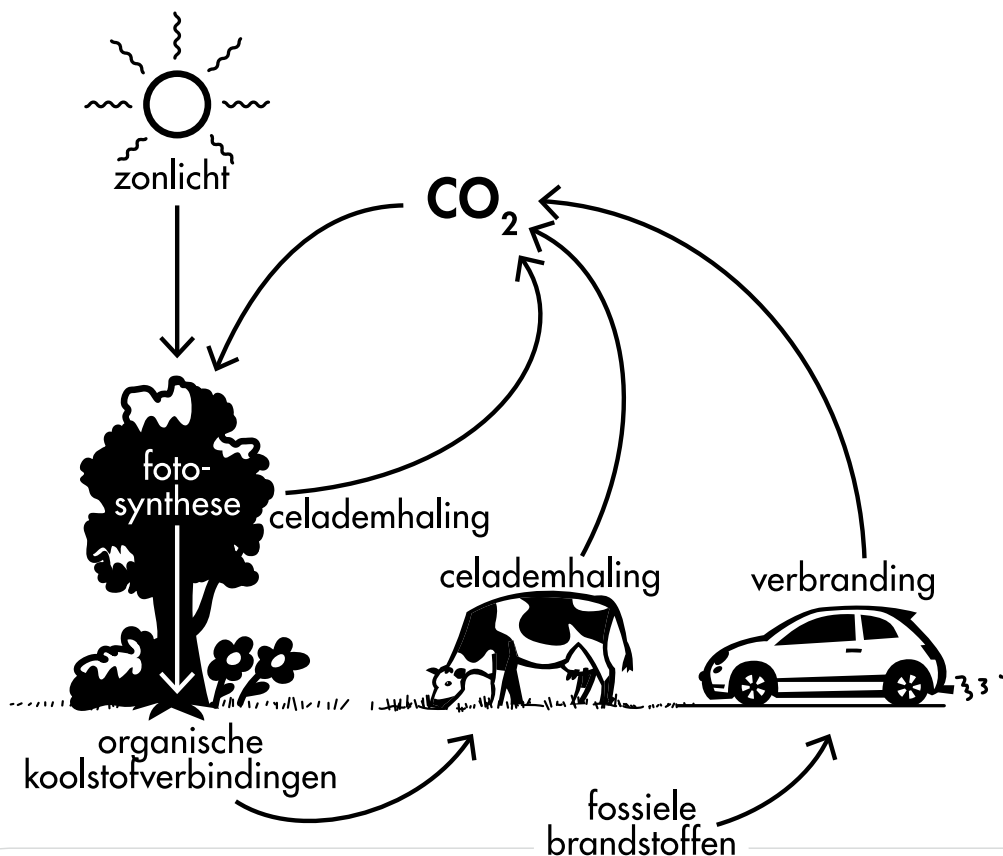 zonlicht
CO₂
foto-
synthese
celademhaling
celademhaling
verbranding
organische
koolstofverbindingen
fossiele
brandstoffen